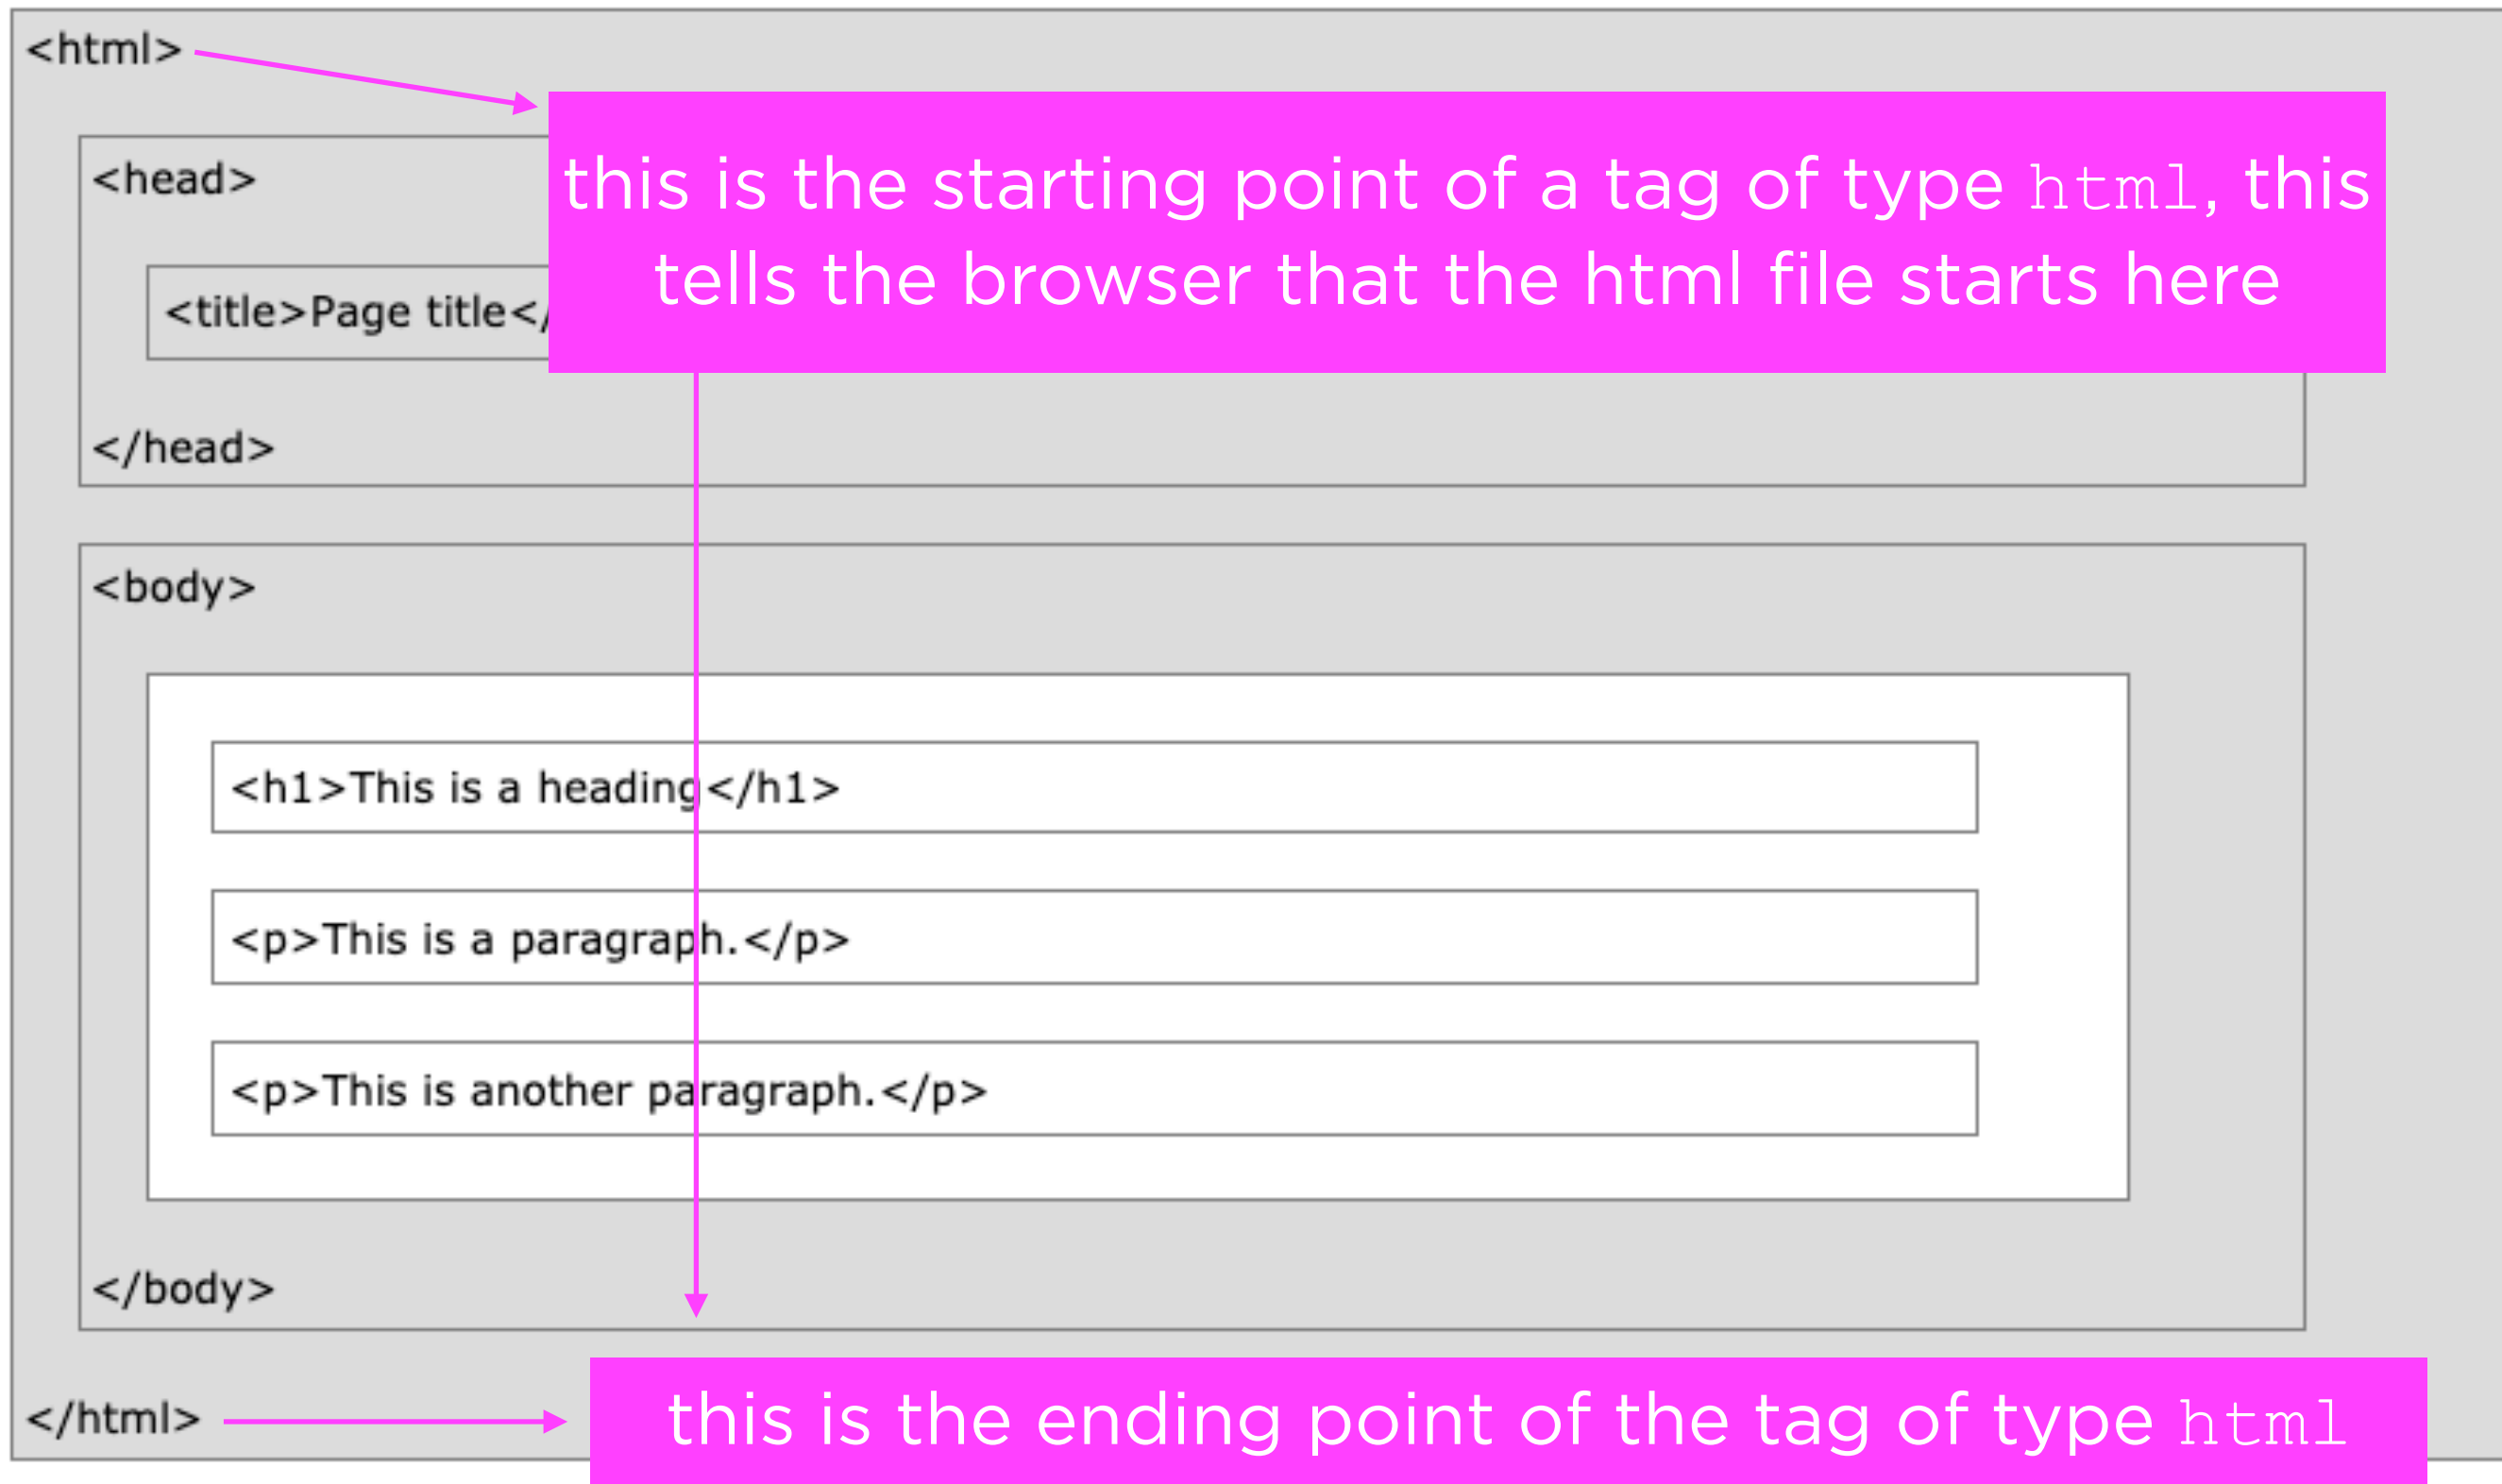 <html>
<head>
this is the starting point of a tag of type html, this
tells the browser that the html file starts here
<title>Page title</
</head>
<body>
<h1>This is a heading</h1>
<p>This is a paragraph.</p>
<p>This is another paragraph.</p>
</body>
</html>
this is the ending point of the tag of type html